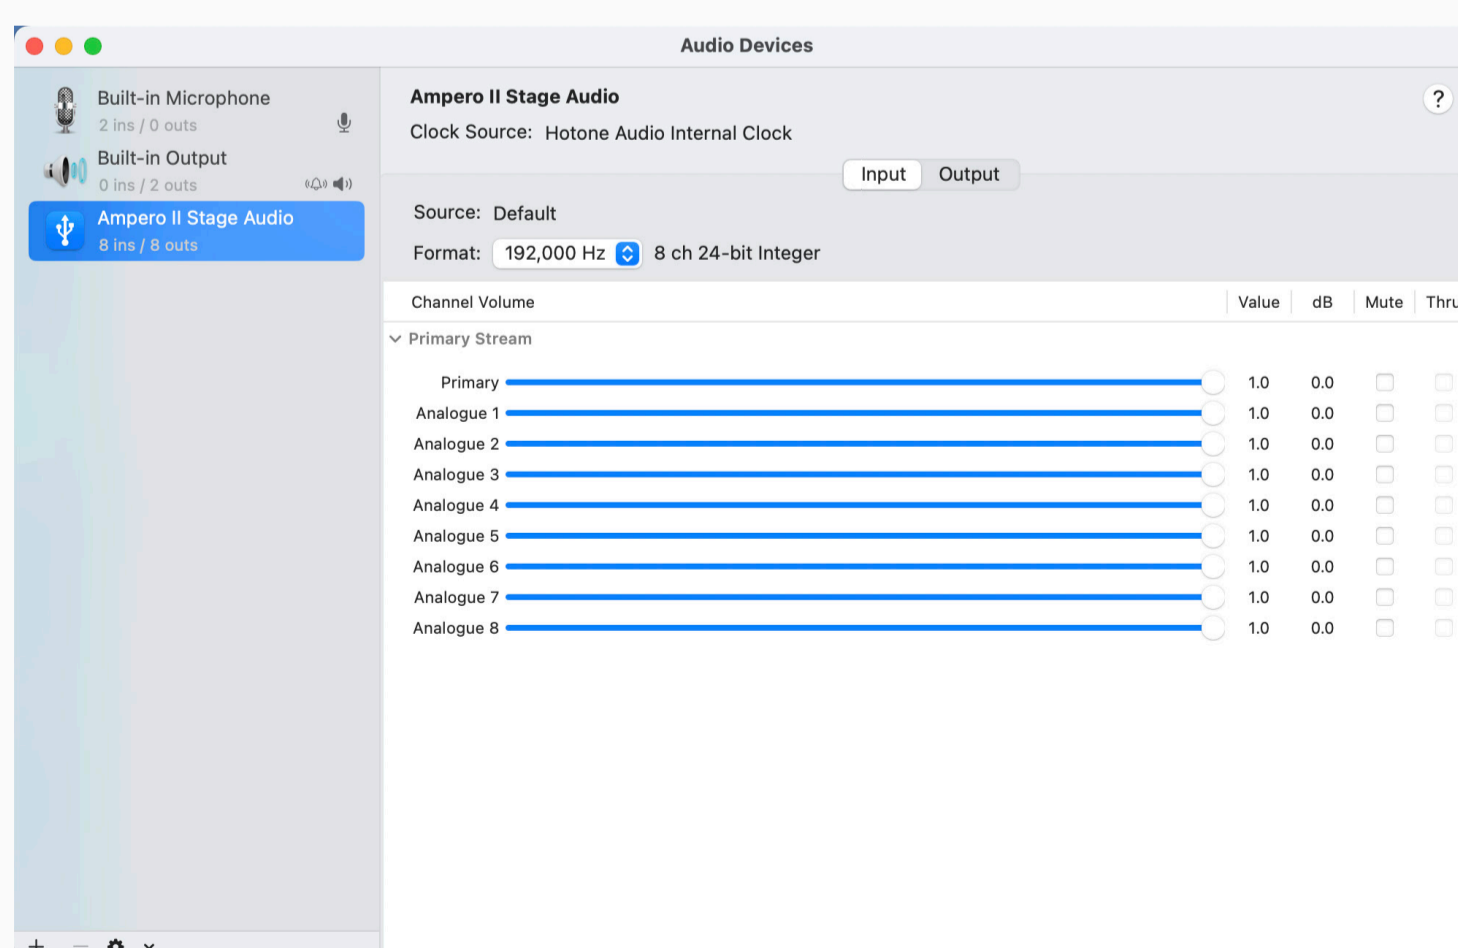 Audio Devices
Built-in Microphone
2 ins / 0 outs
Built-in Output
0 ins / 2 outs
Ampero II Stage Audio
8 ins / 8 outs
Ampero II Stage Audio
?
Clock Source: Hotone Audio Internal Clock
Input Output
Source: Default
Format: 192,000 Hz 8 ch 24-bit Integer
Channel Volume Value dB Mute Thru
Primary Stream
Primary 1.0 0.0
Analogue 1 1.0 0.0
Analogue 2 1.0 0.0
Analogue 3 1.0 0.0
Analogue 4 1.0 0.0
Analogue 5 1.0 0.0
Analogue 6 1.0 0.0
Analogue 7 1.0 0.0
Analogue 8 1.0 0.0